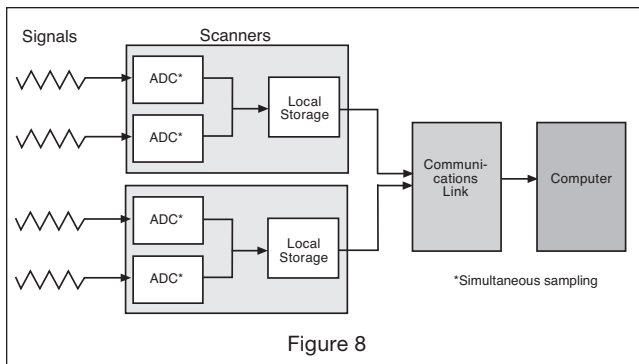 Signals
Scanners
ADC*
ADC*
Local
Storage
ADC*
ADC*
Local
Storage
Communi-
cations
Link
Computer
*Simultaneous sampling
Figure 8